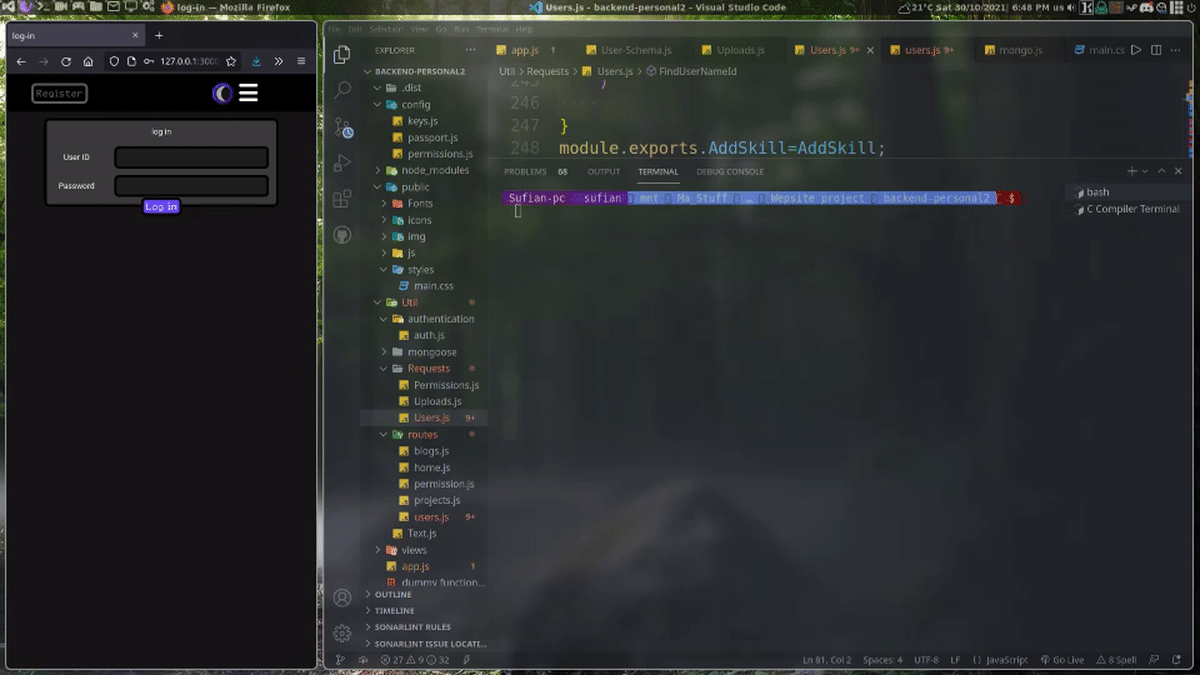 log-in — Mozilla Firefox
Users.js - backend-personal2 - Visual Studio Code
21°C Sat 30/10/2021 6:48 PM us
log-in
127.0.0.1:3000
Register
log in
User ID
Password
Log in
File Edit Selection View Go Run Terminal Help
EXPLORER
BACKEND-PERSONAL2
.dist
config
keys.js
passport.js
permissions.js
node_modules
public
Fonts
icons
img
js
styles
main.css
Util
authentication
auth.js
mongoose
Requests
Permissions.js
Uploads.js
Users.js 9+
routes
blogs.js
home.js
permission.js
projects.js
users.js 9+
Text.js
views
app.js 1
dummy function...
OUTLINE
TIMELINE
SONARLINT RULES
SONARLINT ISSUE LOCATI...
app.js 1 User-Schema.js Uploads.js Users.js 9+ users.js 9+ mongo.js main.cs
Util > Requests > Users.js > FindUserNameId
245 }
246
247 }
248 module.exports.AddSkill=AddSkill;
PROBLEMS 68 OUTPUT TERMINAL DEBUG CONSOLE
Sufian-pc sufian mnt Ma_Stuff … Wepsite project backend-personal2 $
bash
C Compiler Terminal
27 9 32
Ln 81, Col 2 Spaces: 4 UTF-8 LF {} JavaScript Go Live 8 Spell